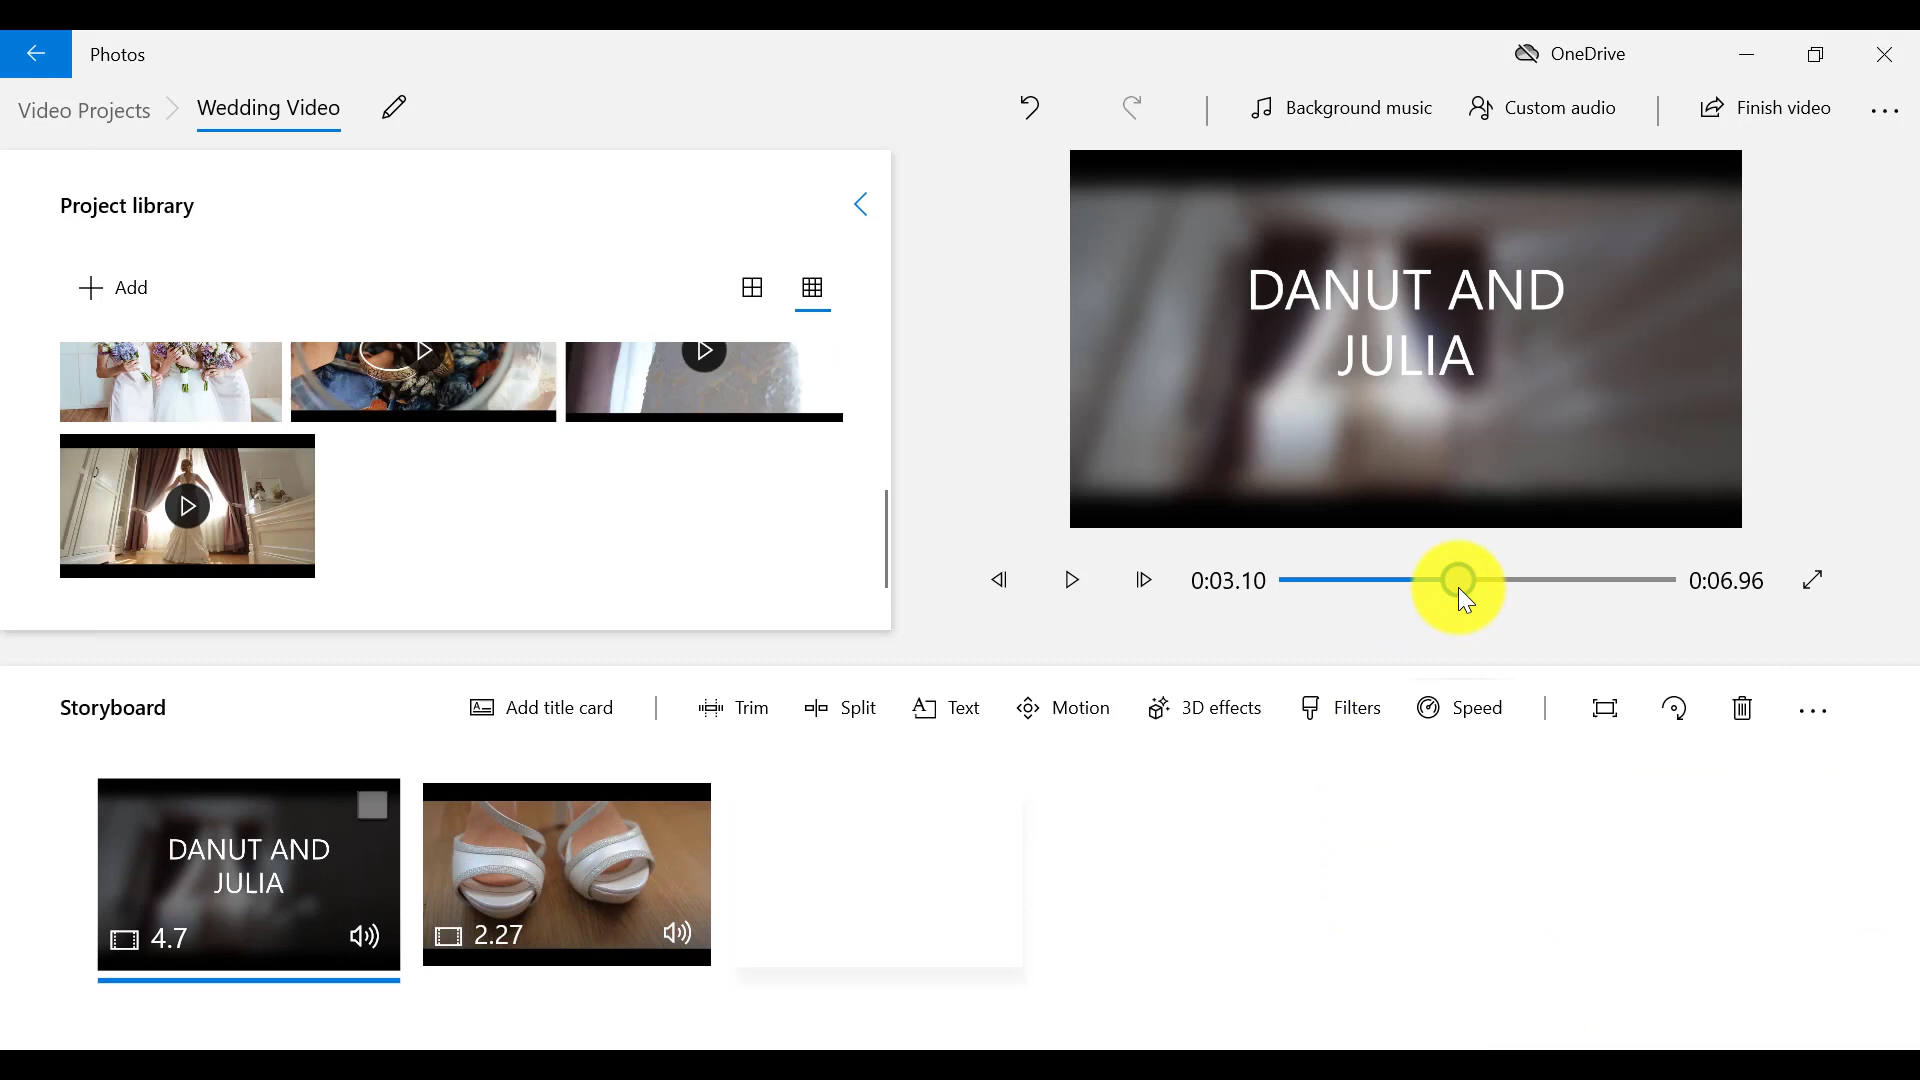 Photos
OneDrive
Video Projects
Wedding Video
Background music
Custom audio
Finish video
Project library
Add
DANUT AND
JULIA
0:03.10
0:06.96
Storyboard
Add title card
Trim
Split
Text
Motion
3D effects
Filters
Speed
DANUT AND
JULIA
4.7
2.27